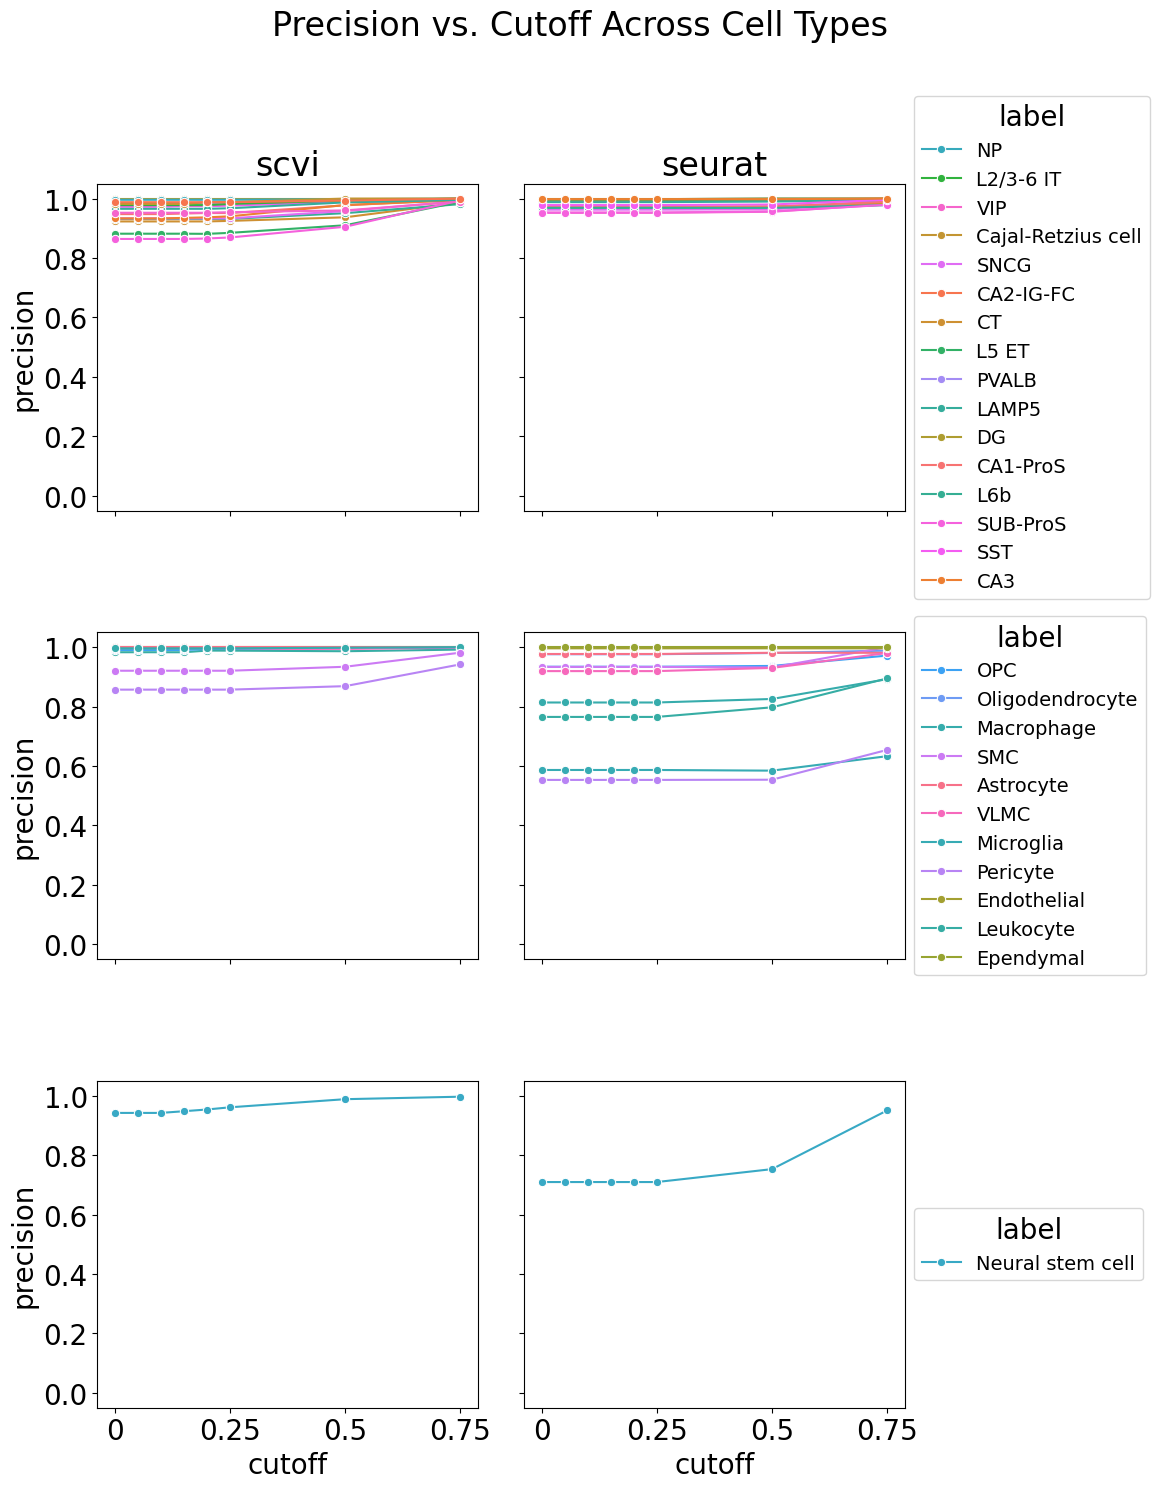 Precision vs. Cutoff Across Cell Types
scvi
seurat
precision
1.0
0.8
0.6
0.4
0.2
0.0
label
NP
L2/3-6 IT
VIP
Cajal-Retzius cell
SNCG
CA2-IG-FC
CT
L5 ET
PVALB
LAMP5
DG
CA1-ProS
L6b
SUB-ProS
SST
CA3
precision
1.0
0.8
0.6
0.4
0.2
0.0
label
OPC
Oligodendrocyte
Macrophage
SMC
Astrocyte
VLMC
Microglia
Pericyte
Endothelial
Leukocyte
Ependymal
precision
1.0
0.8
0.6
0.4
0.2
0.0
label
Neural stem cell
0 0.25 0.5 0.75
cutoff
0 0.25 0.5 0.75
cutoff